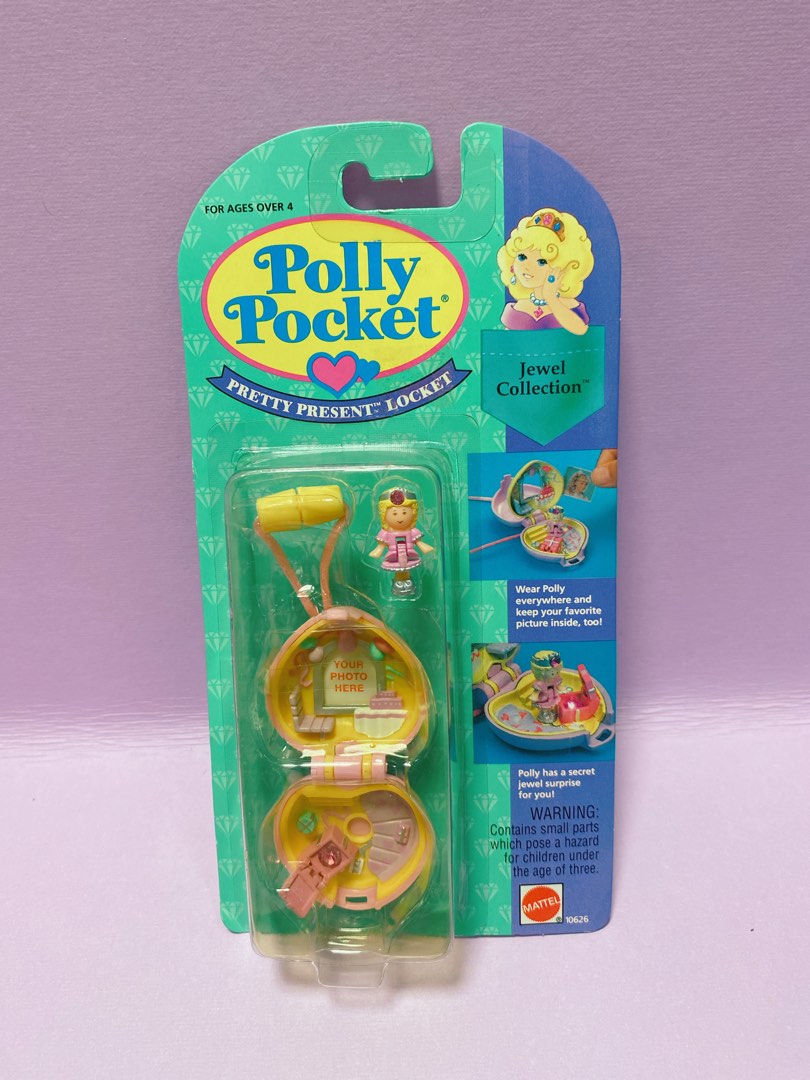 FOR AGES OVER 4
Polly
Pocket®
PRETTY PRESENT™ LOCKET
Jewel
Collection™
YOUR
PHOTO
HERE
Wear Polly
everywhere and
keep your favorite
picture inside, too!
Polly has a secret
jewel surprise
for you!
WARNING:
Contains small parts
which pose a hazard
for children under
the age of three.
MATTEL
® 10626